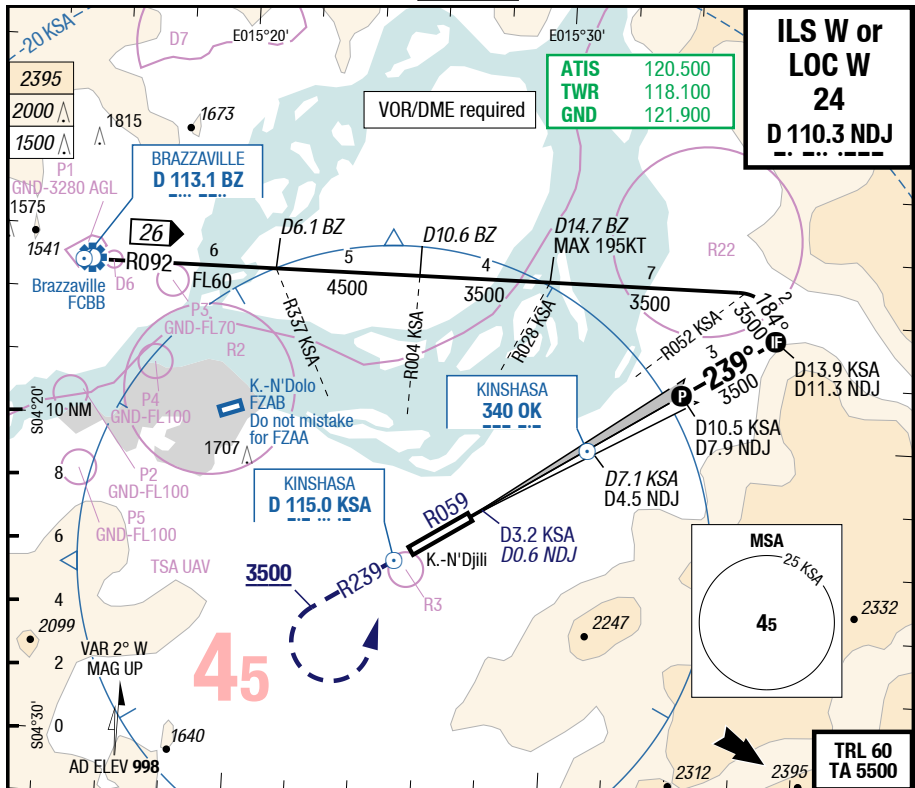 ILS W or
LOC W
24
D 110.3 NDJ
20 KSA
D7
E015°20'
E015°30'
ATIS 120.500
TWR 118.100
GND 121.900
VOR/DME required
2395
2000
1500
1815
1673
P1
GND-3280 AGL
BRAZZAVILLE
D 113.1 BZ
1575
1541
26
R092
6
FL60
D6
Brazzaville
FCBB
D6.1 BZ
5
4500
D10.6 BZ
4
3500
D14.7 BZ
MAX 195KT
7
3500
R22
2
184°
3500
R337 KSA
R004 KSA
R028 KSA
R052 KSA
3
239°
3500
IF
D13.9 KSA
D11.3 NDJ
P
D10.5 KSA
D7.9 NDJ
P3
GND-FL70
R2
P4
GND-FL100
K.-N'Dolo
FZAB
Do not mistake
for FZAA
1707
KINSHASA
340 OK
D7.1 KSA
D4.5 NDJ
S04°20'
10 NM
8
6
4
2
0
P2
GND-FL100
P5
GND-FL100
TSA UAV
KINSHASA
D 115.0 KSA
R059
D3.2 KSA
D0.6 NDJ
K.-N'Djili
R239
R3
3500
MSA
25 KSA
45
2332
2247
2099
VAR 2° W
MAG UP
45
S04°30'
1640
AD ELEV 998
2312
2395
TRL 60
TA 5500